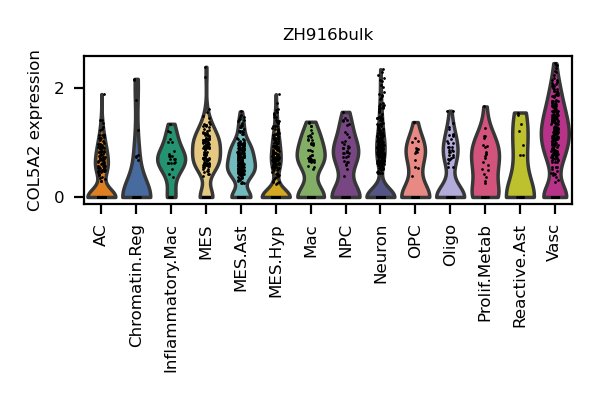 ZH916bulk
COL5A2 expression
2
0
AC
Chromatin.Reg
Inflammatory.Mac
MES
MES.Ast
MES.Hyp
Mac
NPC
Neuron
OPC
Oligo
Prolif.Metab
Reactive.Ast
Vasc